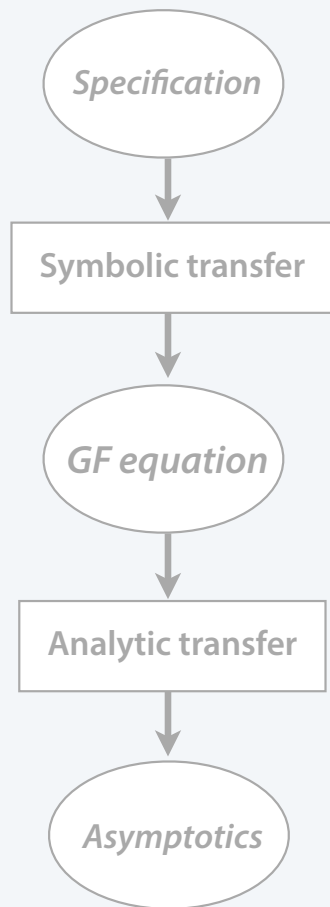 Specification
Symbolic transfer
GF equation
Analytic transfer
Asymptotics